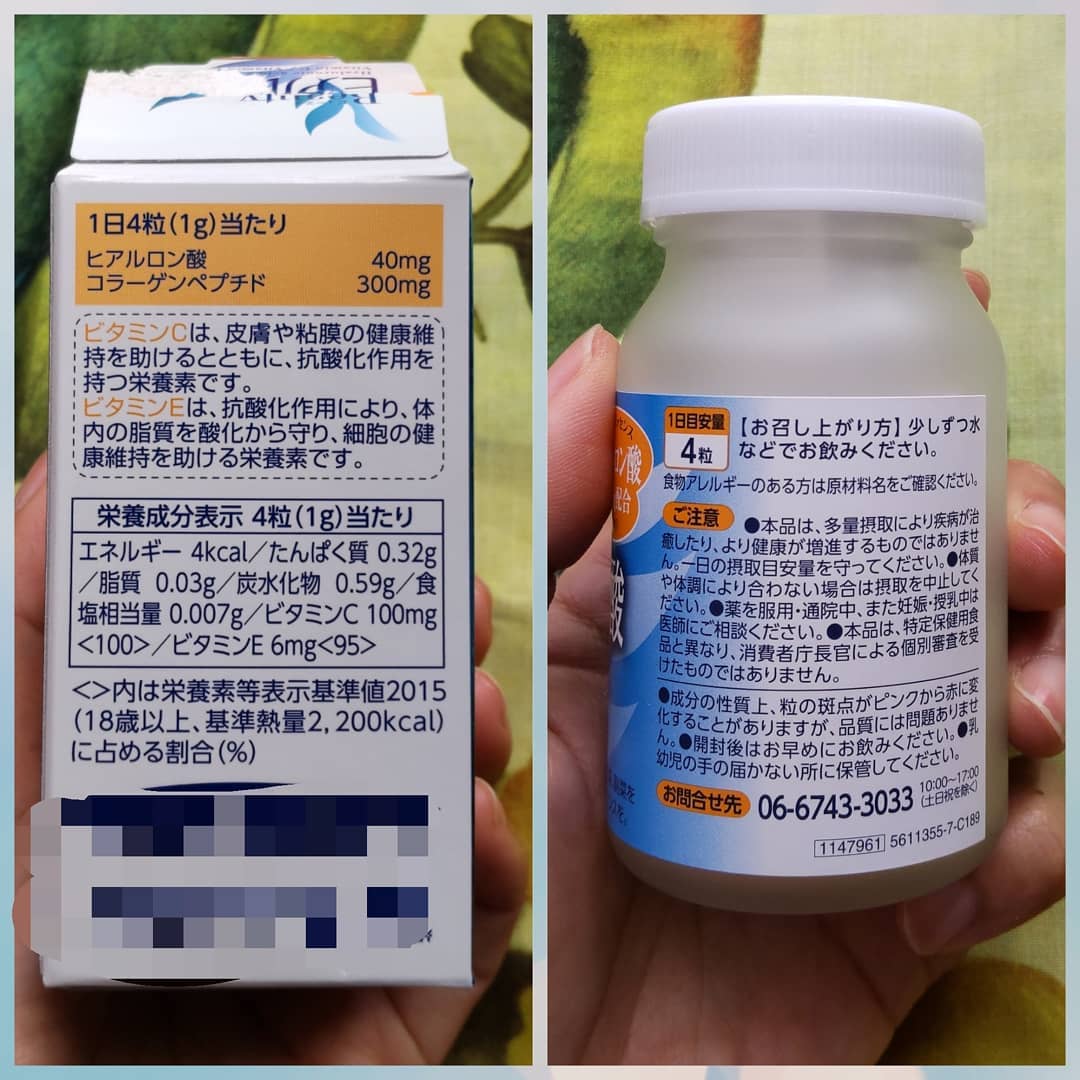 1日4粒(1g)当たり
ヒアルロン酸 40mg
コラーゲンペプチド 300mg
ビタミンCは、皮膚や粘膜の健康維
持を助けるとともに、抗酸化作用を
持つ栄養素です。
ビタミンEは、抗酸化作用により、体
内の脂質を酸化から守り、細胞の健
康維持を助ける栄養素です。
栄養成分表示 4粒(1g)当たり
エネルギー 4kcal/たんぱく質 0.32g
/脂質 0.03g/炭水化物 0.59g/食
塩相当量 0.007g/ビタミンC 100mg
<100>/ビタミンE 6mg<95>
<>内は栄養素等表示基準値2015
(18歳以上、基準熱量2,200kcal)
に占める割合(%)
ン酸
配合
酸
1日目安量
4粒
【お召し上がり方】少しずつ水
などでお飲みください。
食物アレルギーのある方は原材料名をご確認ください。
ご注意 ●本品は、多量摂取により疾病が治
癒したり、より健康が増進するものではありませ
ん。一日の摂取目安量を守ってください。●体質
や体調により合わない場合は摂取を中止してく
ださい。●薬を服用・通院中、また妊娠・授乳中は
医師にご相談ください。●本品は、特定保健用食
品と異なり、消費者庁長官による個別審査を受
けたものではありません。
●成分の性質上、粒の斑点がピンクから赤に変
化することがありますが、品質には問題ありませ
ん。●開封後はお早めにお飲みください。●乳
幼児の手の届かない所に保管してください。
お問合せ先 06-6743-3033 10:00~17:00
(土日祝を除く)
1147961 5611355-7-C189